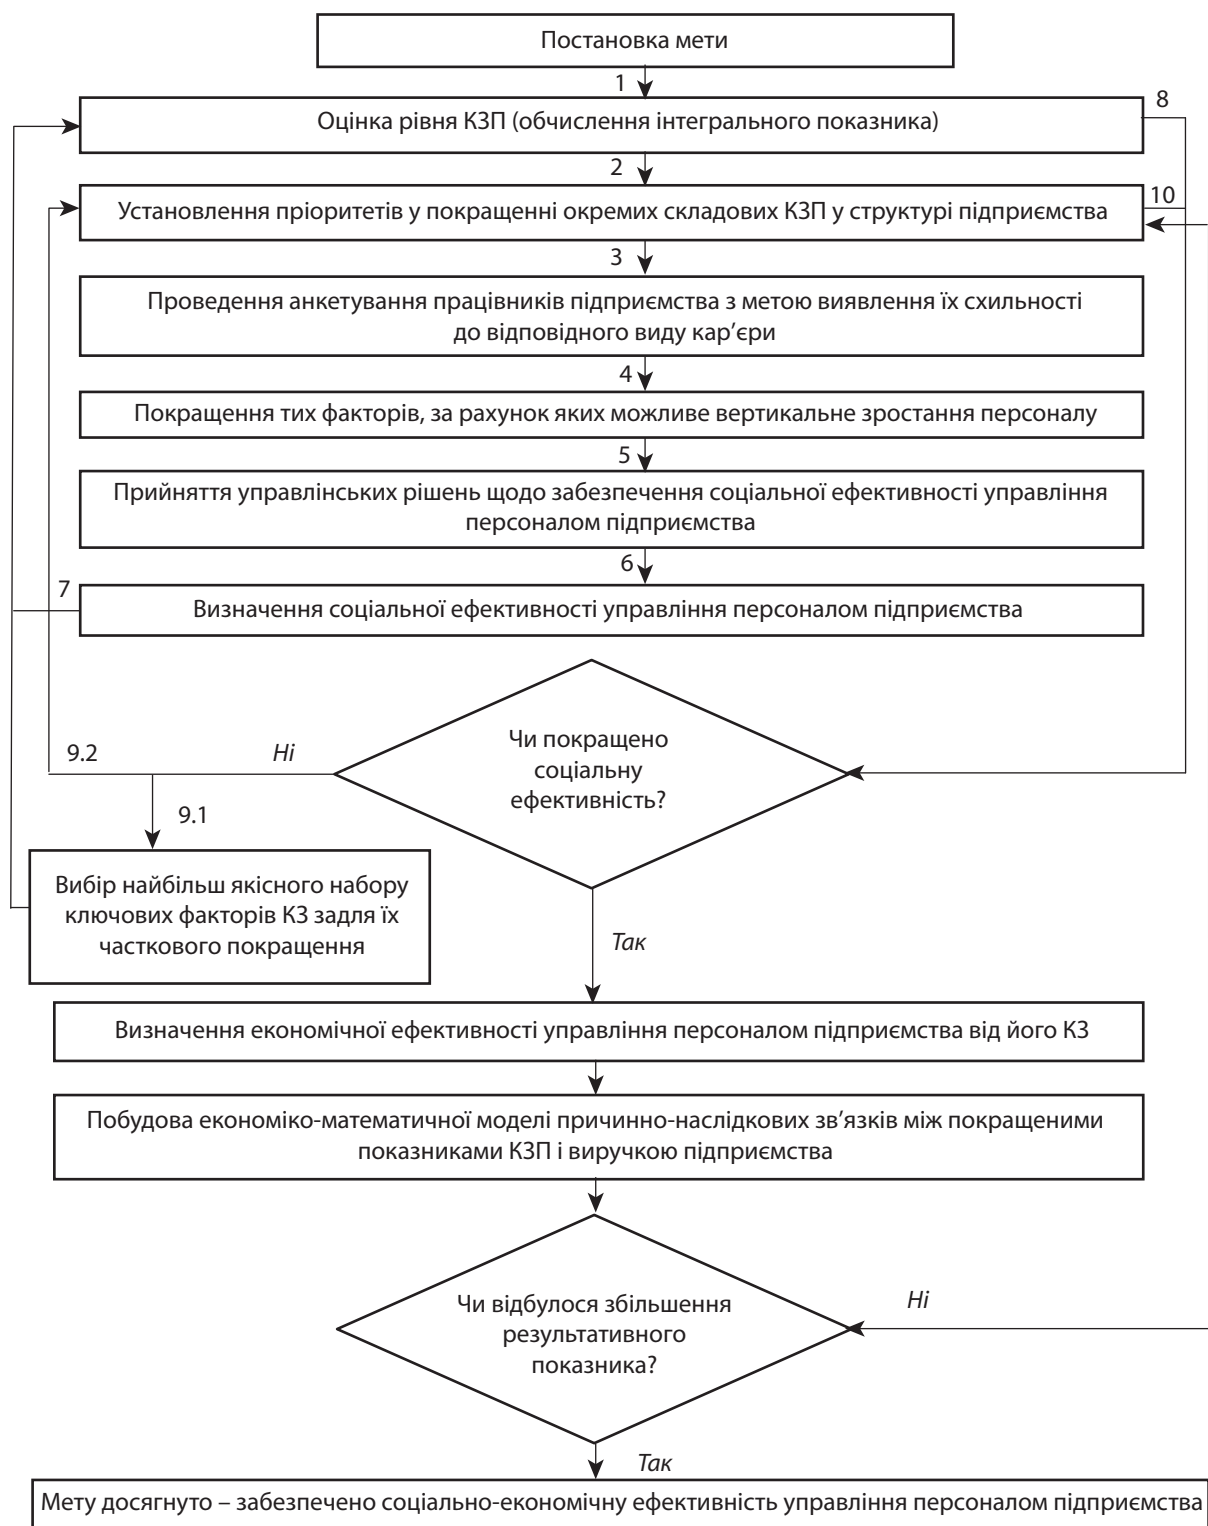 Постановка мети
1
8
Оцінка рівня КЗП (обчислення інтегрального показника)
2
Установлення пріоритетів у покращенні окремих складових КЗП у структурі підприємства
10
3
Проведення анкетування працівників підприємства з метою виявлення їх схильності
до відповідного виду кар’єри
4
Покращення тих факторів, за рахунок яких можливе вертикальне зростання персоналу
5
Прийняття управлінських рішень щодо забезпечення соціальної ефективності управління
персоналом підприємства
6
7
Визначення соціальної ефективності управління персоналом підприємства
Чи покращено
соціальну
ефективність?
9.2
Ні
9.1
Вибір найбільш якісного набору
ключових факторів КЗ задля їх
часткового покращення
Так
Визначення економічної ефективності управління персоналом підприємства від його КЗ
Побудова економіко-математичної моделі причинно-наслідкових зв’язків між покращеними
показниками КЗП і виручкою підприємства
Чи відбулося збільшення
результативного
показника?
Ні
Так
Мету досягнуто – забезпечено соціально-економічну ефективність управління персоналом підприємства